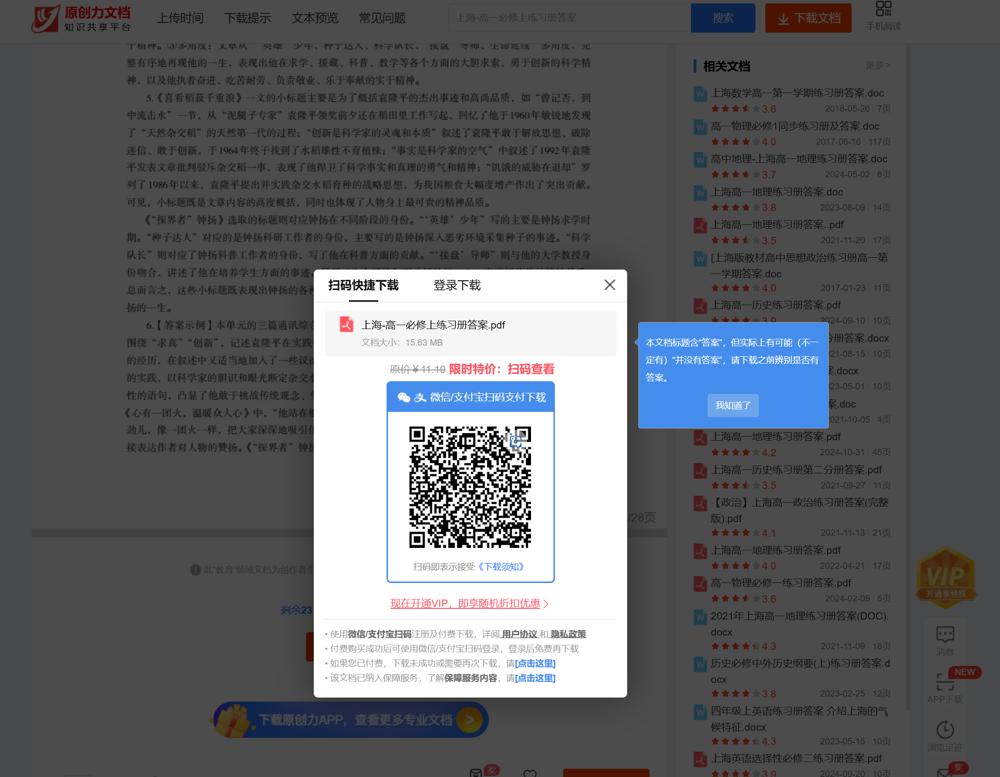 原创力文档
知识共享平台
上传时间
下载提示
文本预览
常见问题
上海-高一必修上练习册答案
搜索
下载文档
手机阅读
干精神。③多角度：文章从“‘英雄’少年、种子达人、科学队长、‘接盘’导师、生命延续”多角度，完
整有序地再现他的一生，表现出他在求学、援藏、科普、教学等各个方面的大胆求索、勇于创新的科学精
神，以及他执着奋进、吃苦耐劳、负责敬业、乐于奉献的实干精神。
5.《喜看稻菽千重浪》一文的小标题主要是为了概括袁隆平的杰出事迹和高尚品质，如“曾记否，到
中流击水”一节，从“泥腿子专家”袁隆平领奖前夕还在稻田里工作写起，回忆了他于1960年敏锐地发现
了“天然杂交稻”的天然第一代的过程；“创新是科学家的灵魂和本质”叙述了袁隆平敢于解放思想、破除
迷信、敢于创新，于1964年终于找到了水稻雄性不育植株；“事实是科学家的空气”中叙述了1992年袁隆
平发表文章批判驳斥杂交稻一事，表现了他捍卫了科学事实和真理的勇气和精神；“饥饿的威胁在退却”罗
列了1986年以来，袁隆平提出并实践杂交水稻育种的战略思想，为我国粮食大幅度增产作出了突出贡献。
可见，小标题既是文章内容的高度概括，同时也体现了人物身上最可贵的精神品质。
《“探界者”钟扬》选取的标题则对应钟扬在不同阶段的身份。“‘英雄’少年”写的主要是钟扬求学时
期。“种子达人”对应的是钟扬科研工作者的身份，主要写的是钟扬深入恶劣环境采集种子的事迹。“科学
队长”则对应了钟扬科普工作者的身份，写了他在科普方面的贡献。“‘接盘’导师”则与他的大学教授身
份吻合，讲述了他在培养学生方面的事迹。
总而言之，这些小标题既表现出钟扬的各种
扬的一生。
6.【答案示例】本单元的三篇通讯综合
围绕“求真”“创新”，记述袁隆平在实践
的经历，在叙述中又适当地加入了一些议论
的实践，以科学家的胆识和眼光断定杂交水
性的语句，凸显了他敢于挑战传统观念、坚
《心有一团火，温暖众人心》中，“他站在柜
劲儿，像一团火一样，把大家深深地吸引住
接表达作者对人物的赞扬。《“探界者”钟扬
/28页
此“教育”领域文档为创作者个
剩余23
下载原创力APP，查看更多专业文档
扫码快捷下载
登录下载
上海-高一必修上练习册答案.pdf
文档大小：15.63 MB
原价￥11.10 限时特价：扫码查看
微信/支付宝扫码支付下载
扫码即表示接受《下载须知》
现在开通VIP，即享随机折扣优惠
• 使用微信/支付宝扫码注册及付费下载，详阅 用户协议 和 隐私政策
• 付费购买成功后可使用微信/支付宝扫码登录，登录后免费再下载
• 如果您已付费，下载未成功或需要再次下载，请[点击这里]
• 该文档已纳入保障服务，了解保障服务内容，请[点击这里]
本文档标题含“答案”，但实际上有可能（不一
定有）“并没有答案”，请下载之前辨别是否有
答案。
我知道了
相关文档
更多 >
上海数学高一第一学期练习册答案.doc
3.6 2018-05-26 7页
高一物理必修1同步练习册及答案.doc
4.0 2017-06-16 117页
高中地理-上海高一地理练习册答案.doc
3.7 2024-05-02 8页
上海高一地理练习册答案.doc
3.8 2023-08-09 14页
上海高一地理练习册答案..pdf
3.5 2021-11-20 17页
[上海版教材高中思想政治练习册高一第
一学期答案.doc
4.0 2017-01-23 11页
上海高一历史练习册答案.pdf
3.9 2024-09-10 10页
分册答案.docx
021-08-15 10页
案.docx
023-05-01 10页
案.doc
2021-10-05 4页
上海高一地理练习册答案.pdf
4.2 2024-10-31 45页
上海高一历史练习册第二分册答案.pdf
3.5 2021-09-27 11页
【政治】上海高一政治练习册答案(完整
版).pdf
4.1 2021-11-13 21页
上海高一地理练习册答案.pdf
4.0 2022-04-21 17页
高一物理必修一练习册答案.pdf
3.6 2024-02-09 5页
2021年上海高一地理练习册答案(DOC).
docx
4.3 2021-11-09 18页
历史必修中外历史纲要(上)练习册答案.d
ocx
3.8 2023-02-25 12页
四年级上英语练习册答案 介绍上海的气
候特征.docx
4.3 2023-05-15 10页
上海英语选择性必修二练习册答案.pdf
3.9 2024-09-20 10页
VIP
开通享特权
消息
NEW
APP下载
浏览足迹
奖
奖